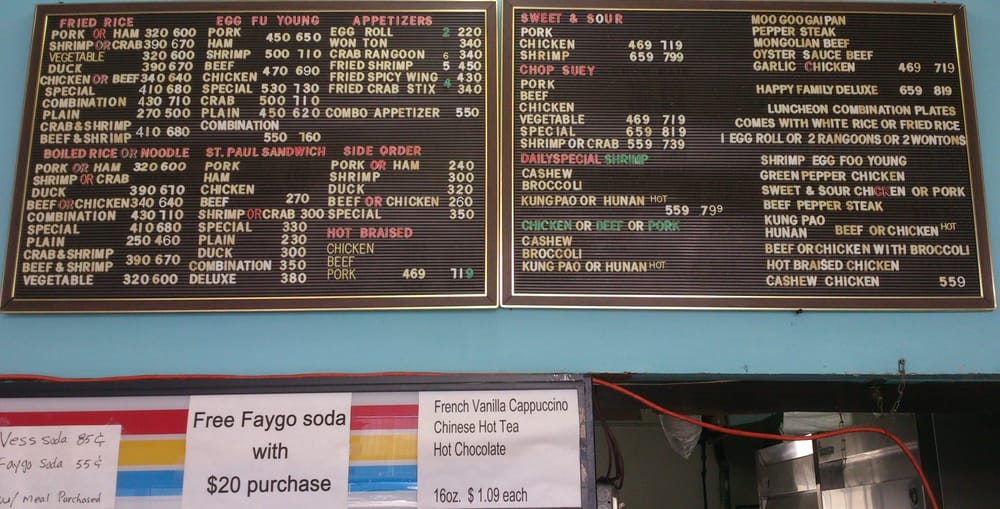 FRIED RICE
PORK OR HAM 320 600
SHRIMP OR CRAB 390 670
VEGETABLE 320 600
DUCK 390 670
CHICKEN OR BEEF 340 640
SPECIAL 410 680
COMBINATION 430 710
PLAIN 270 500
CRAB & SHRIMP
BEEF & SHRIMP 410 680
BOILED RICE OR NOODLE
PORK OR HAM 320 600
SHRIMP OR CRAB
DUCK 390 670
BEEF OR CHICKEN 340 640
COMBINATION 430 710
SPECIAL 410 680
PLAIN 250 460
CRAB & SHRIMP
BEEF & SHRIMP 390 670
VEGETABLE 320 600
EGG FU YOUNG
PORK
HAM 450 650
SHRIMP 500 710
BEEF
CHICKEN 470 690
SPECIAL 530 730
CRAB 500 710
PLAIN 450 620
COMBINATION
550 760
ST. PAUL SANDWICH
PORK
HAM
CHICKEN
BEEF 270
SHRIMP OR CRAB 300
SPECIAL 330
PLAIN 230
DUCK 300
COMBINATION 350
DELUXE 380
APPETIZERS
EGG ROLL 2 220
WON TON 340
CRAB RANGOON 6 340
FRIED SHRIMP 5 450
FRIED SPICY WING 4 430
FRIED CRAB STIX 4 340
COMBO APPETIZER 550
SIDE ORDER
PORK OR HAM 240
SHRIMP 300
DUCK 320
BEEF OR CHICKEN 260
SPECIAL 350
HOT BRAISED
CHICKEN
BEEF
PORK 469 719
SWEET & SOUR
PORK
CHICKEN 469 719
SHRIMP 659 799
CHOP SUEY
PORK
BEEF
CHICKEN
VEGETABLE 469 719
SPECIAL 659 819
SHRIMP OR CRAB 559 739
DAILYSPECIAL SHRIMP
CASHEW
BROCCOLI
KUNG PAO OR HUNAN HOT
559 799
CHICKEN OR BEEF OR PORK
CASHEW
BROCCOLI
KUNG PAO OR HUNAN HOT
MOO GOO GAI PAN
PEPPER STEAK
MONGOLIAN BEEF
OYSTER SAUCE BEEF
GARLIC CHICKEN 469 719
HAPPY FAMILY DELUXE 659 819
LUNCHEON COMBINATION PLATES
COMES WITH WHITE RICE OR FRIED RICE
1 EGG ROLL OR 2 RANGOONS OR 2 WONTONS
SHRIMP EGG FOO YOUNG
GREEN PEPPER CHICKEN
SWEET & SOUR CHICKEN OR PORK
BEEF PEPPER STEAK
KUNG PAO
HUNAN BEEF OR CHICKEN HOT
BEEF OR CHICKEN WITH BROCCOLI
HOT BRAISED CHICKEN
CASHEW CHICKEN 559
Vess soda 85¢
Faygo Soda 55¢
w/ meal Purchased
Free Faygo soda
with
$20 purchase
French Vanilla Cappuccino
Chinese Hot Tea
Hot Chocolate
16oz. $ 1.09 each